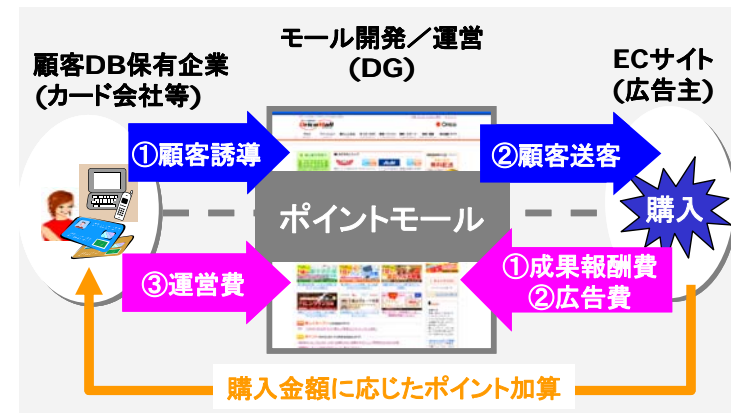 モール開発／運営
(DG)
顧客DB保有企業
(カード会社等)
ECサイト
(広告主)
①顧客誘導
②顧客送客
ポイントモール
購入
③運営費
①成果報酬費
②広告費
購入金額に応じたポイント加算